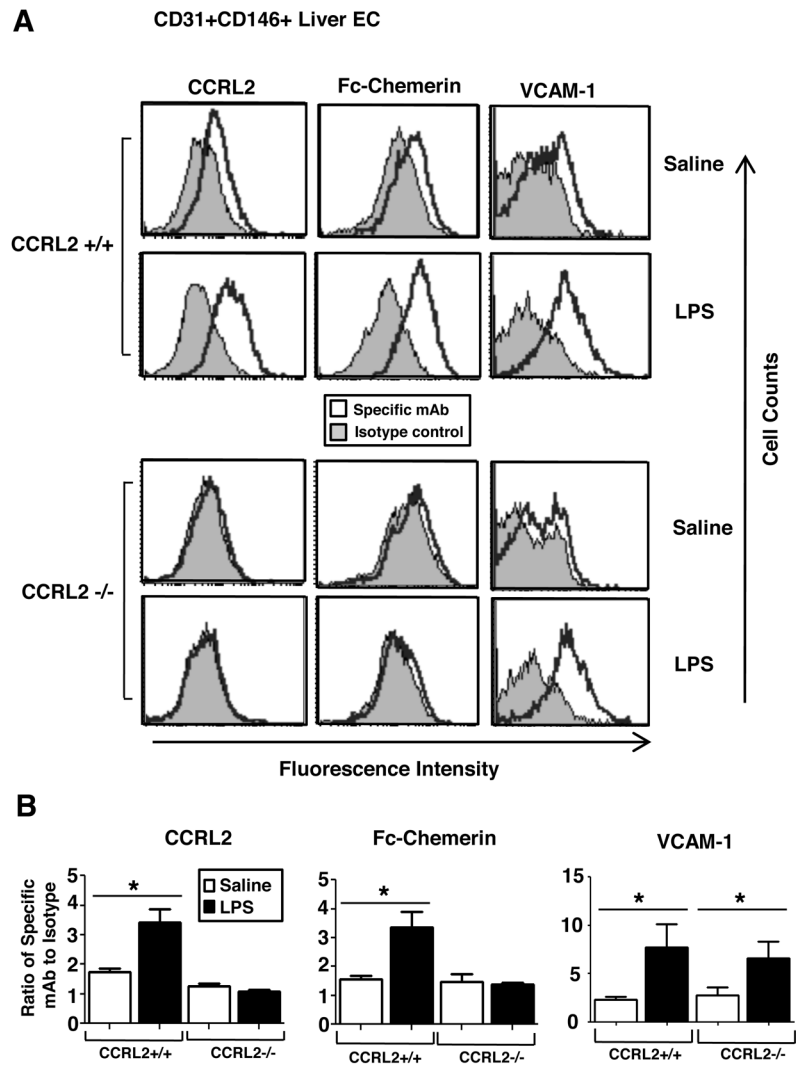 A
CD31+CD146+ Liver EC
CCRL2
Fc-Chemerin
VCAM-1
CCRL2 +/+
Saline
LPS
Specific mAb
Isotype control
Cell Counts
CCRL2 -/-
Saline
LPS
Fluorescence Intensity
B
CCRL2
Fc-Chemerin
VCAM-1
Ratio of Specific
mAb to Isotype
5
4
3
2
1
0
*
Saline
LPS
CCRL2+/+
CCRL2-/-
5
4
3
2
1
0
*
CCRL2+/+
CCRL2-/-
15
10
5
0
*
*
CCRL2+/+
CCRL2-/-